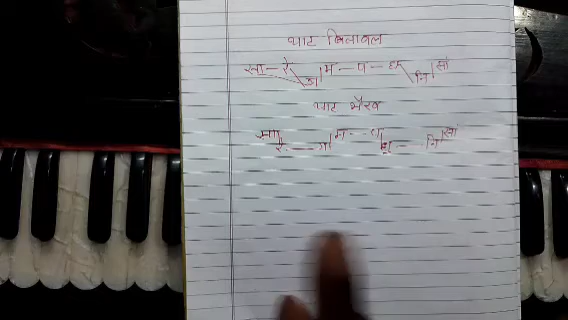 थाट बिलावल
सा - रे ग म - प - ध नि सां
थाट भैरव
सा रे - - ग म - - प ध - - नि सां